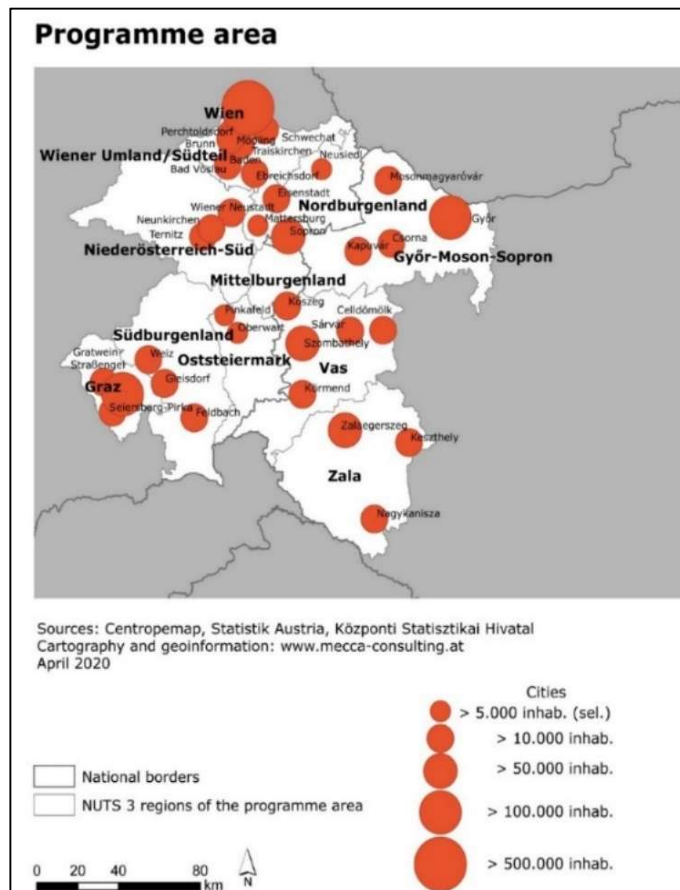 Programme area
Wien
Perchtoldsdorf
Brunn
Mödling
Schwechat
Traiskirchen
Neusiedl
Wiener Umland/Südteil
Baden
Bad Vöslau
Ebreichsdorf
Mosonmagyaróvár
Eisenstadt
Nordburgenland
Wiener Neustadt
Győr
Neunkirchen
Mattersburg
Ternitz
Sopron
Csorna
Kapuvár
Niederösterreich-Süd
Győr-Moson-Sopron
Mittelburgenland
Pinkafeld
Kőszeg
Celldömölk
Südburgenland
Oberwart
Sárvár
Gratwein-
Straßengel
Weiz
Oststeiermark
Szombathely
Vas
Graz
Gleisdorf
Körmend
Seiersberg-Pirka
Feldbach
Zalaegerszeg
Keszthely
Zala
Nagykanisza
Sources: Centropemap, Statistik Austria, Központi Statisztikai Hivatal
Cartography and geoinformation: www.mecca-consulting.at
April 2020
Cities
> 5.000 inhab. (sel.)
> 10.000 inhab.
> 50.000 inhab.
> 100.000 inhab.
> 500.000 inhab.
National borders
NUTS 3 regions of the programme area
0 20 40 80
km
N